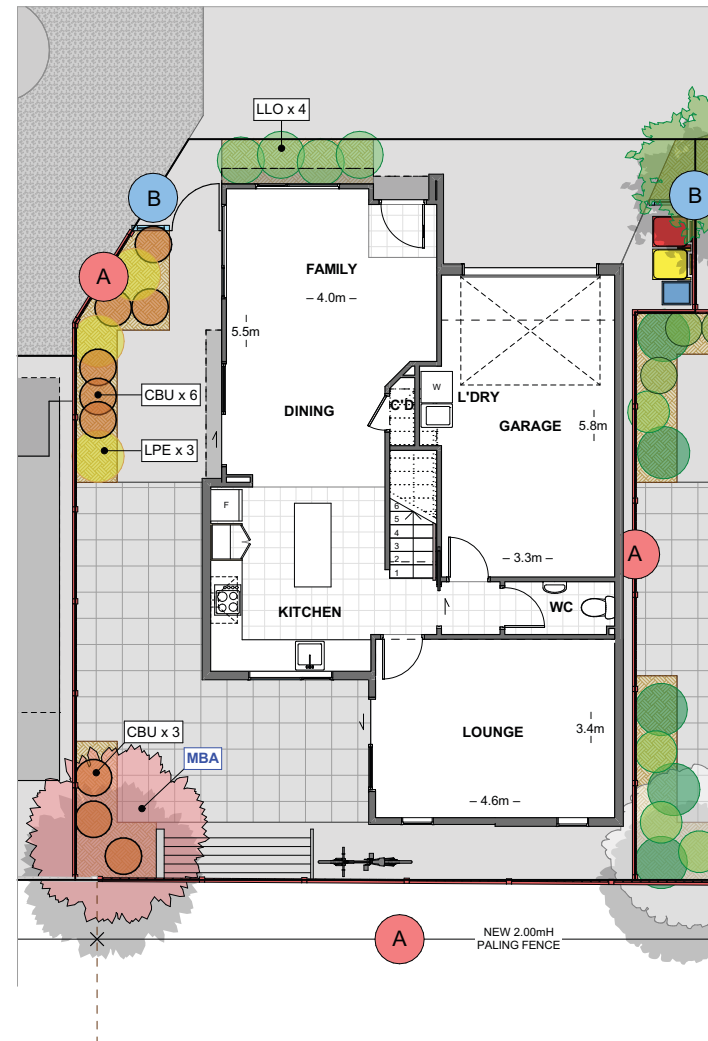 LLO x 4
B
B
A
FAMILY
– 4.0m –
5.5m
W
L'DRY
C'D
CBU x 6
DINING
GARAGE
5.8m
LPE x 3
F
6
5
4
3
2
1
– 3.3m –
A
KITCHEN
WC
CBU x 3
MBA
LOUNGE
3.4m
– 4.6m –
A
NEW 2.00mH
PALING FENCE